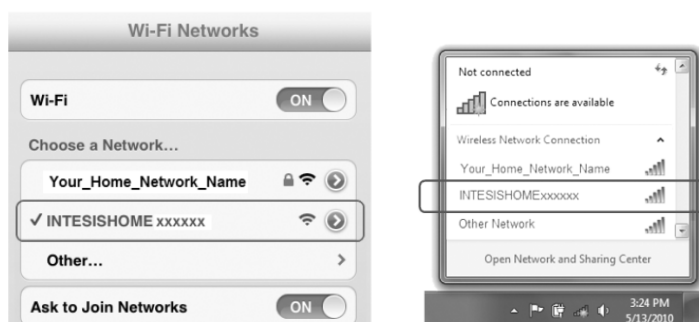 Wi-Fi Networks
Wi-Fi ON
Choose a Network...
Your_Home_Network_Name
✓ INTESISHOME xxxxxx
Other...
Ask to Join Networks ON
Not connected
Connections are available
Wireless Network Connection
Your_Home_Network_Name
INTESISHOMExxxxxx
Other Network
Open Network and Sharing Center
3:24 PM
5/13/2010